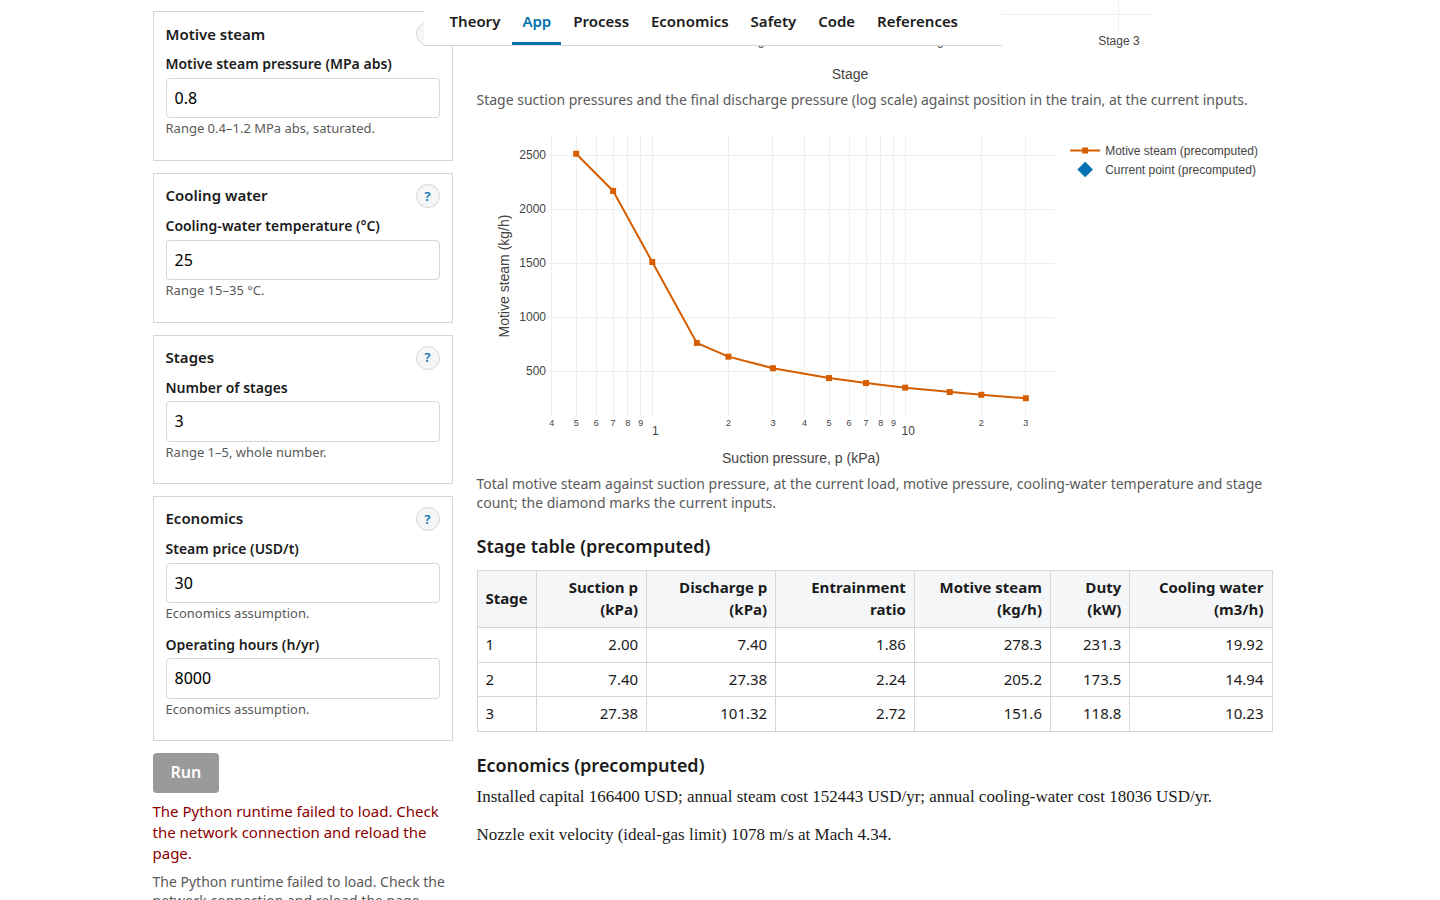 Theory App Process Economics Safety Code References
Motive steam
Motive steam pressure (MPa abs)
0.8
Range 0.4–1.2 MPa abs, saturated.
Cooling water ?
Cooling-water temperature (°C)
25
Range 15–35 °C.
Stages ?
Number of stages
3
Range 1–5, whole number.
Economics ?
Steam price (USD/t)
30
Economics assumption.
Operating hours (h/yr)
8000
Economics assumption.
Run
The Python runtime failed to load. Check
the network connection and reload the
page.
The Python runtime failed to load. Check the
network connection and reload the page.
Stage 3
Stage
Stage suction pressures and the final discharge pressure (log scale) against position in the train, at the current inputs.
Motive steam (kg/h)
2500
2000
1500
1000
500
4 5 6 7 8 9 1 2 3 4 5 6 7 8 9 10 2 3
Suction pressure, p (kPa)
Motive steam (precomputed)
Current point (precomputed)
Total motive steam against suction pressure, at the current load, motive pressure, cooling-water temperature and stage
count; the diamond marks the current inputs.
Stage table (precomputed)
Stage Suction p (kPa) Discharge p (kPa) Entrainment ratio Motive steam (kg/h) Duty (kW) Cooling water (m3/h)
1 2.00 7.40 1.86 278.3 231.3 19.92
2 7.40 27.38 2.24 205.2 173.5 14.94
3 27.38 101.32 2.72 151.6 118.8 10.23
Economics (precomputed)
Installed capital 166400 USD; annual steam cost 152443 USD/yr; annual cooling-water cost 18036 USD/yr.
Nozzle exit velocity (ideal-gas limit) 1078 m/s at Mach 4.34.